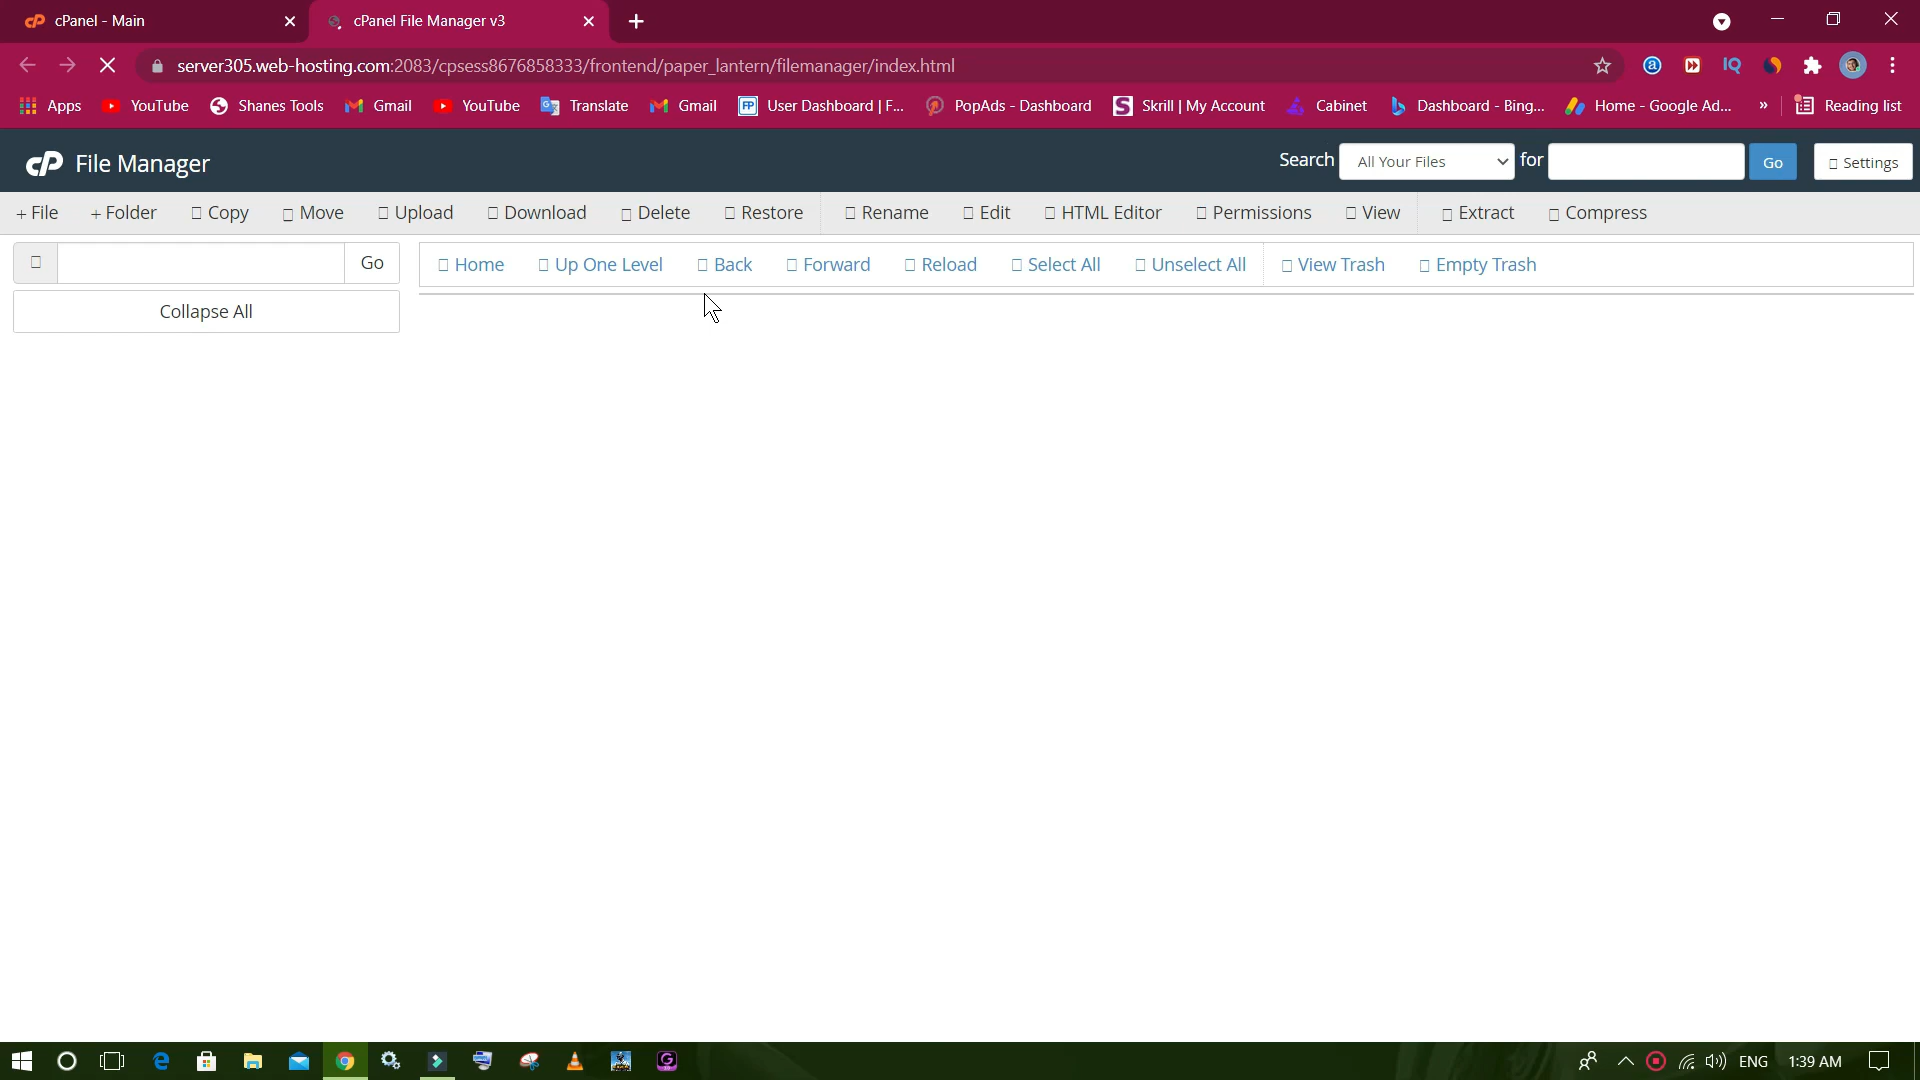 cPanel - Main
cPanel File Manager v3
server305.web-hosting.com:2083/cpsess8676858333/frontend/paper_lantern/filemanager/index.html
Apps YouTube Shanes Tools Gmail YouTube Translate Gmail User Dashboard | F... PopAds - Dashboard Skrill | My Account Cabinet Dashboard - Bing... Home - Google Ad... » Reading list
cP File Manager Search All Your Files for Go Settings
+ File + Folder Copy Move Upload Download Delete Restore Rename Edit HTML Editor Permissions View Extract Compress
Go Home Up One Level Back Forward Reload Select All Unselect All View Trash Empty Trash
Collapse All
ENG 1:39 AM